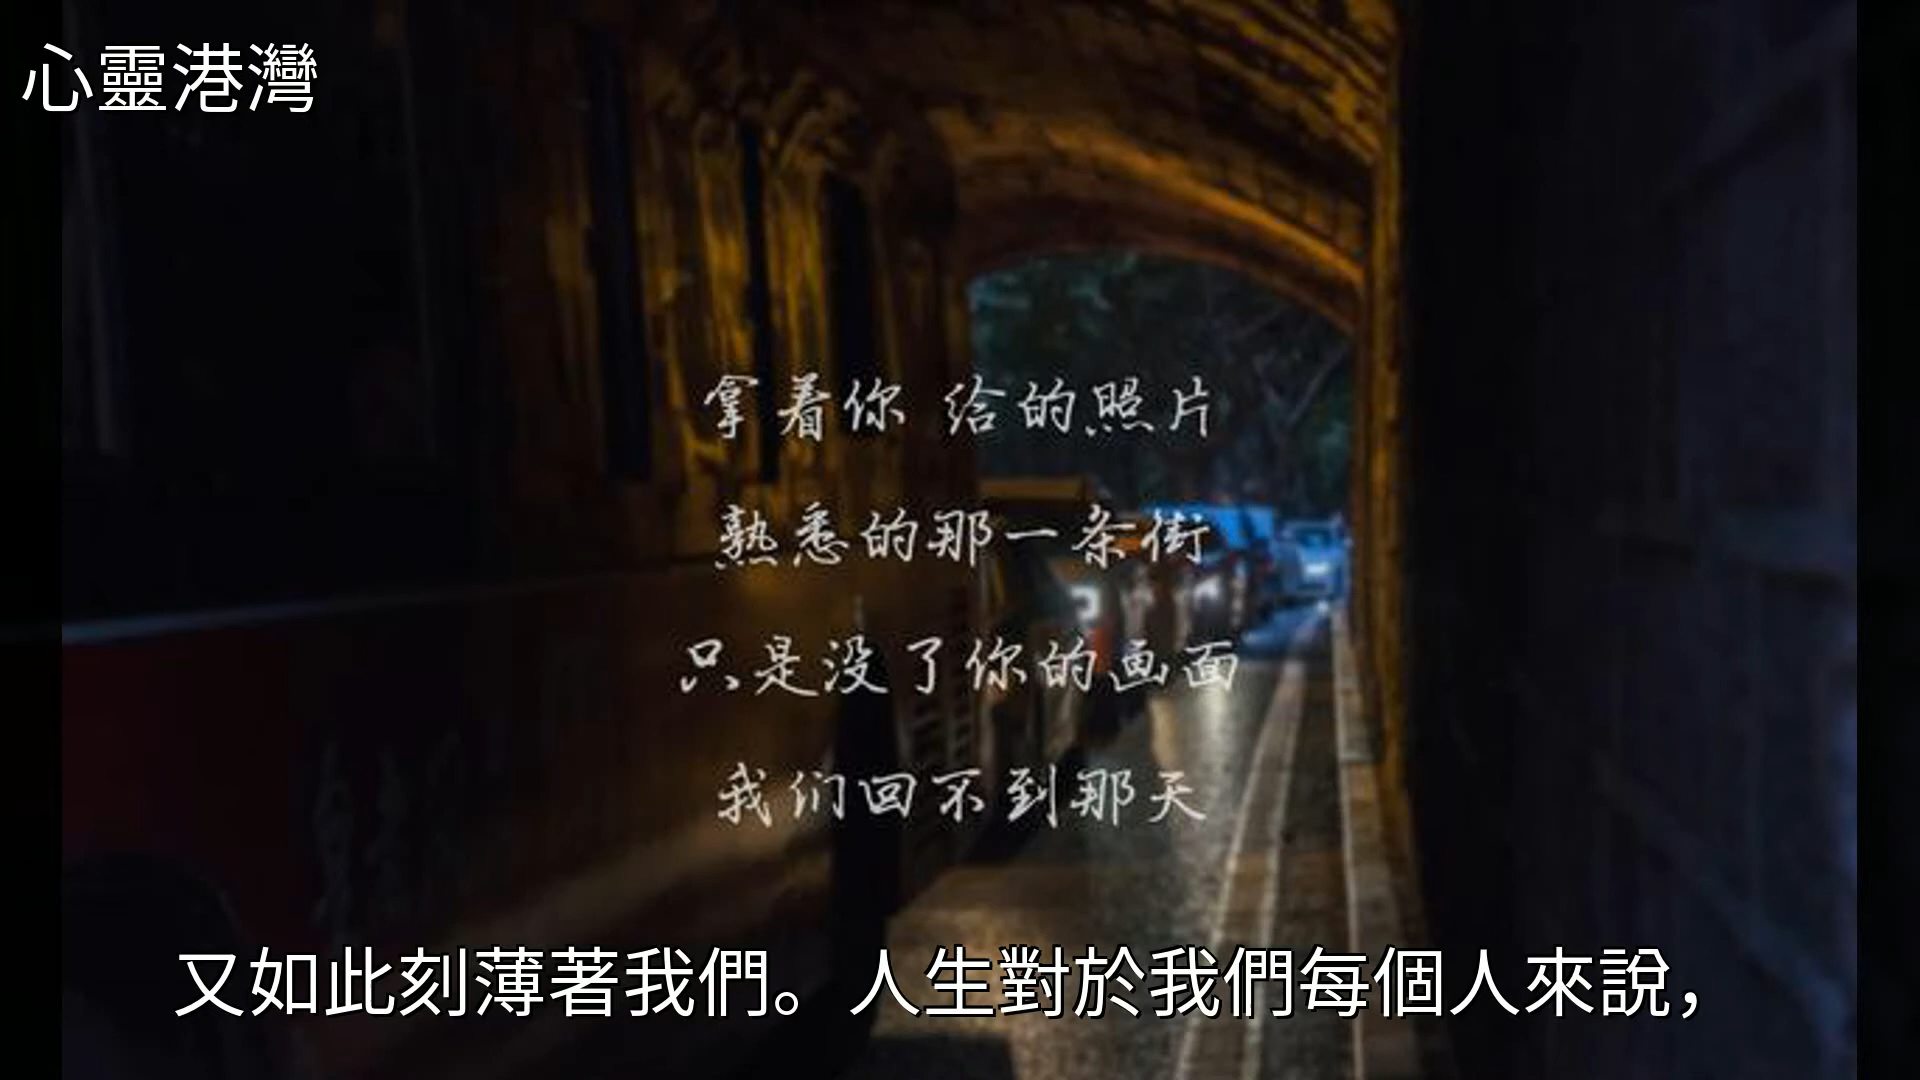 心靈港灣
拿着你 给的照片
熟悉的那一条街
只是没了你的画面
我们回不到那天
又如此刻薄著我們。人生對於我們每個人來說，